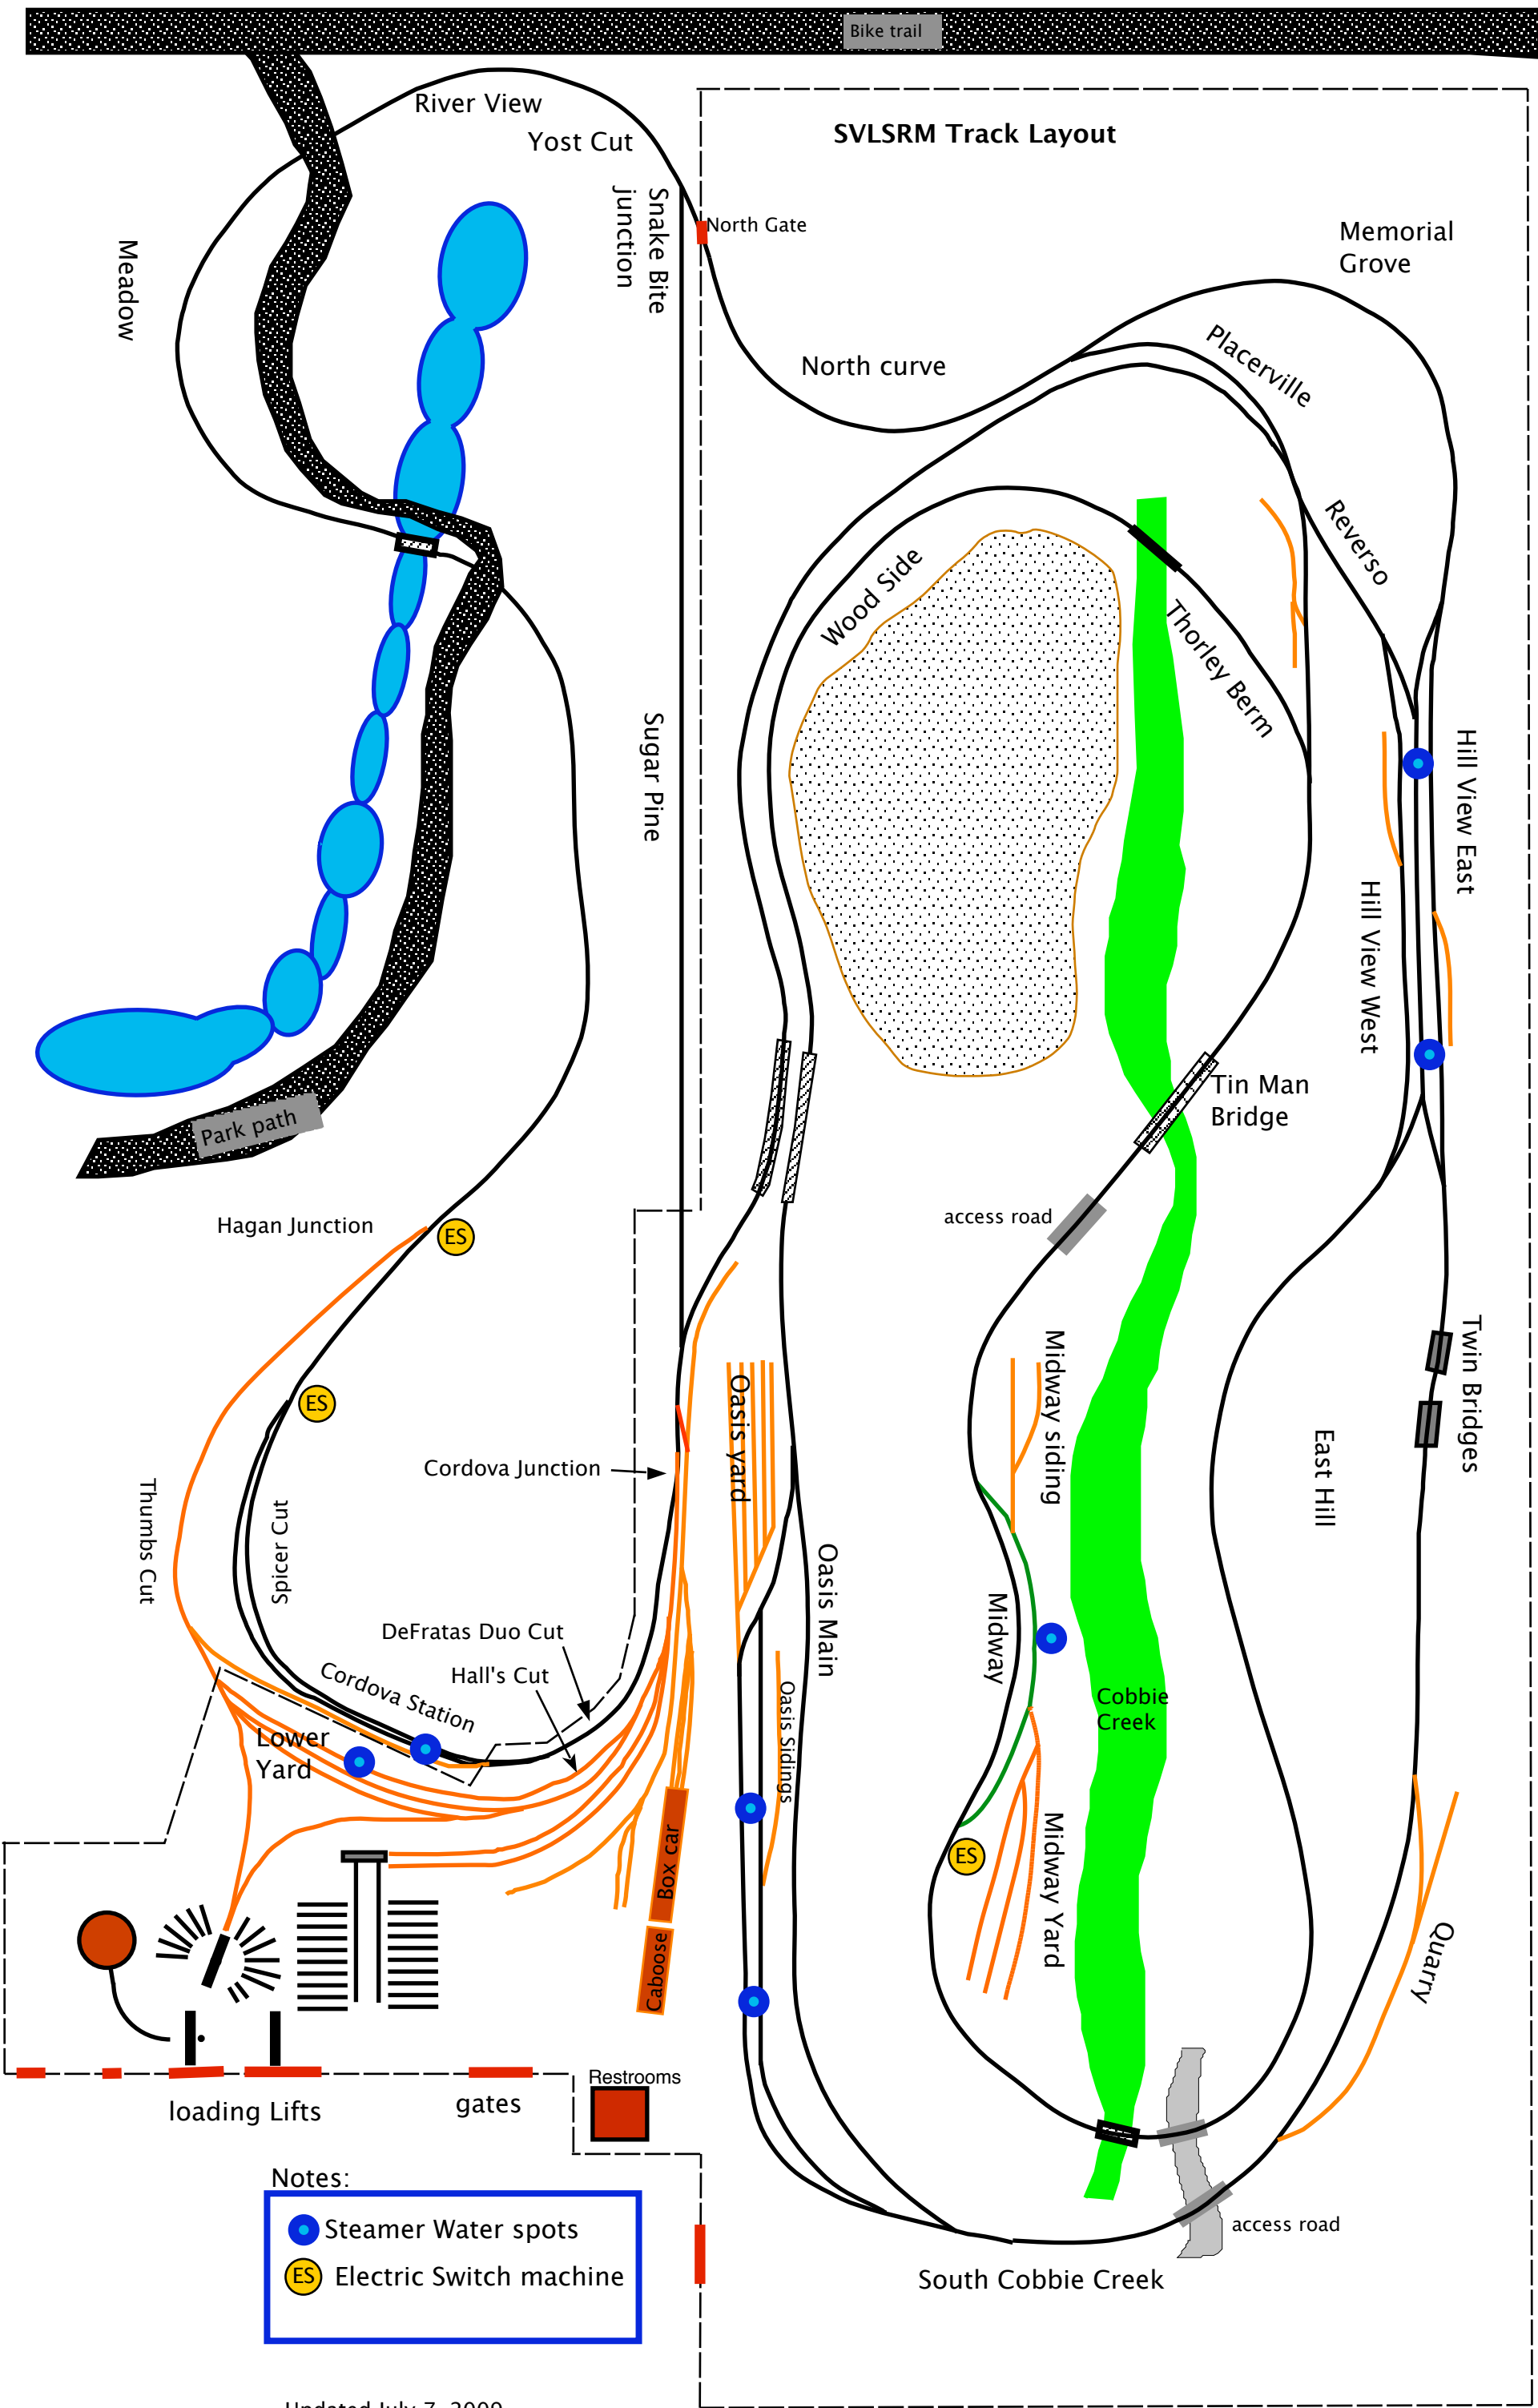 Bike trail
River View
Yost Cut
SVLSRM Track Layout
Snake Bite
junction
North Gate
Memorial
Grove
Meadow
North curve
Placerville
Reverso
Wood Side
Thorley Berm
Sugar Pine
Hill View East
Hill View West
Tin Man
Bridge
Park path
access road
Hagan Junction
ES
ES
Midway siding
Twin Bridges
Oasis yard
Cordova Junction
East Hill
Thumbs Cut
Spicer Cut
Oasis Main
Midway
DeFratas Duo Cut
Hall's Cut
Cordova Station
Oasis Sidings
Cobbie
Creek
Lower
Yard
Box car
ES
Midway Yard
Caboose
Quarry
Restrooms
loading Lifts
gates
Notes:
Steamer Water spots
ES Electric Switch machine
access road
South Cobbie Creek
Updated July 7, 2009